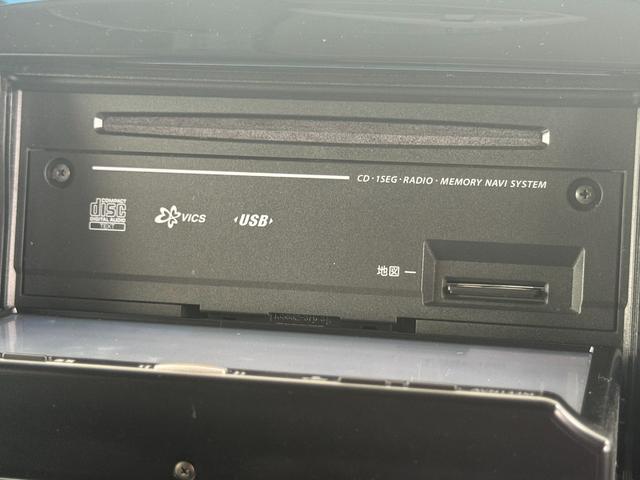 CD·1SEG·RADIO·MEMORY NAVI SYSTEM
COMPACT
disc
DIGITAL AUDIO
TEXT
VICS
USB
地図